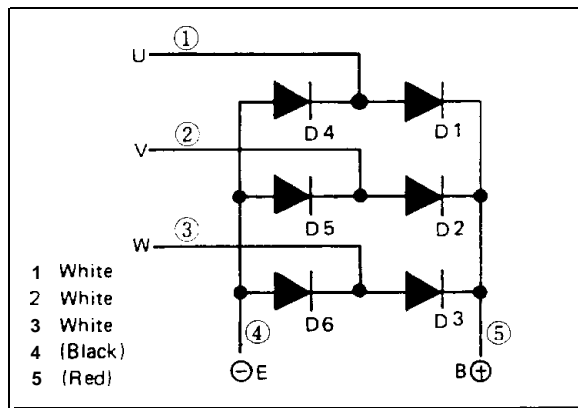 ①
U
D4 D1
②
V
D5 D2
③
W
D6 D3
④ ⑤
⊖E B⊕
1 White
2 White
3 White
4 (Black)
5 (Red)